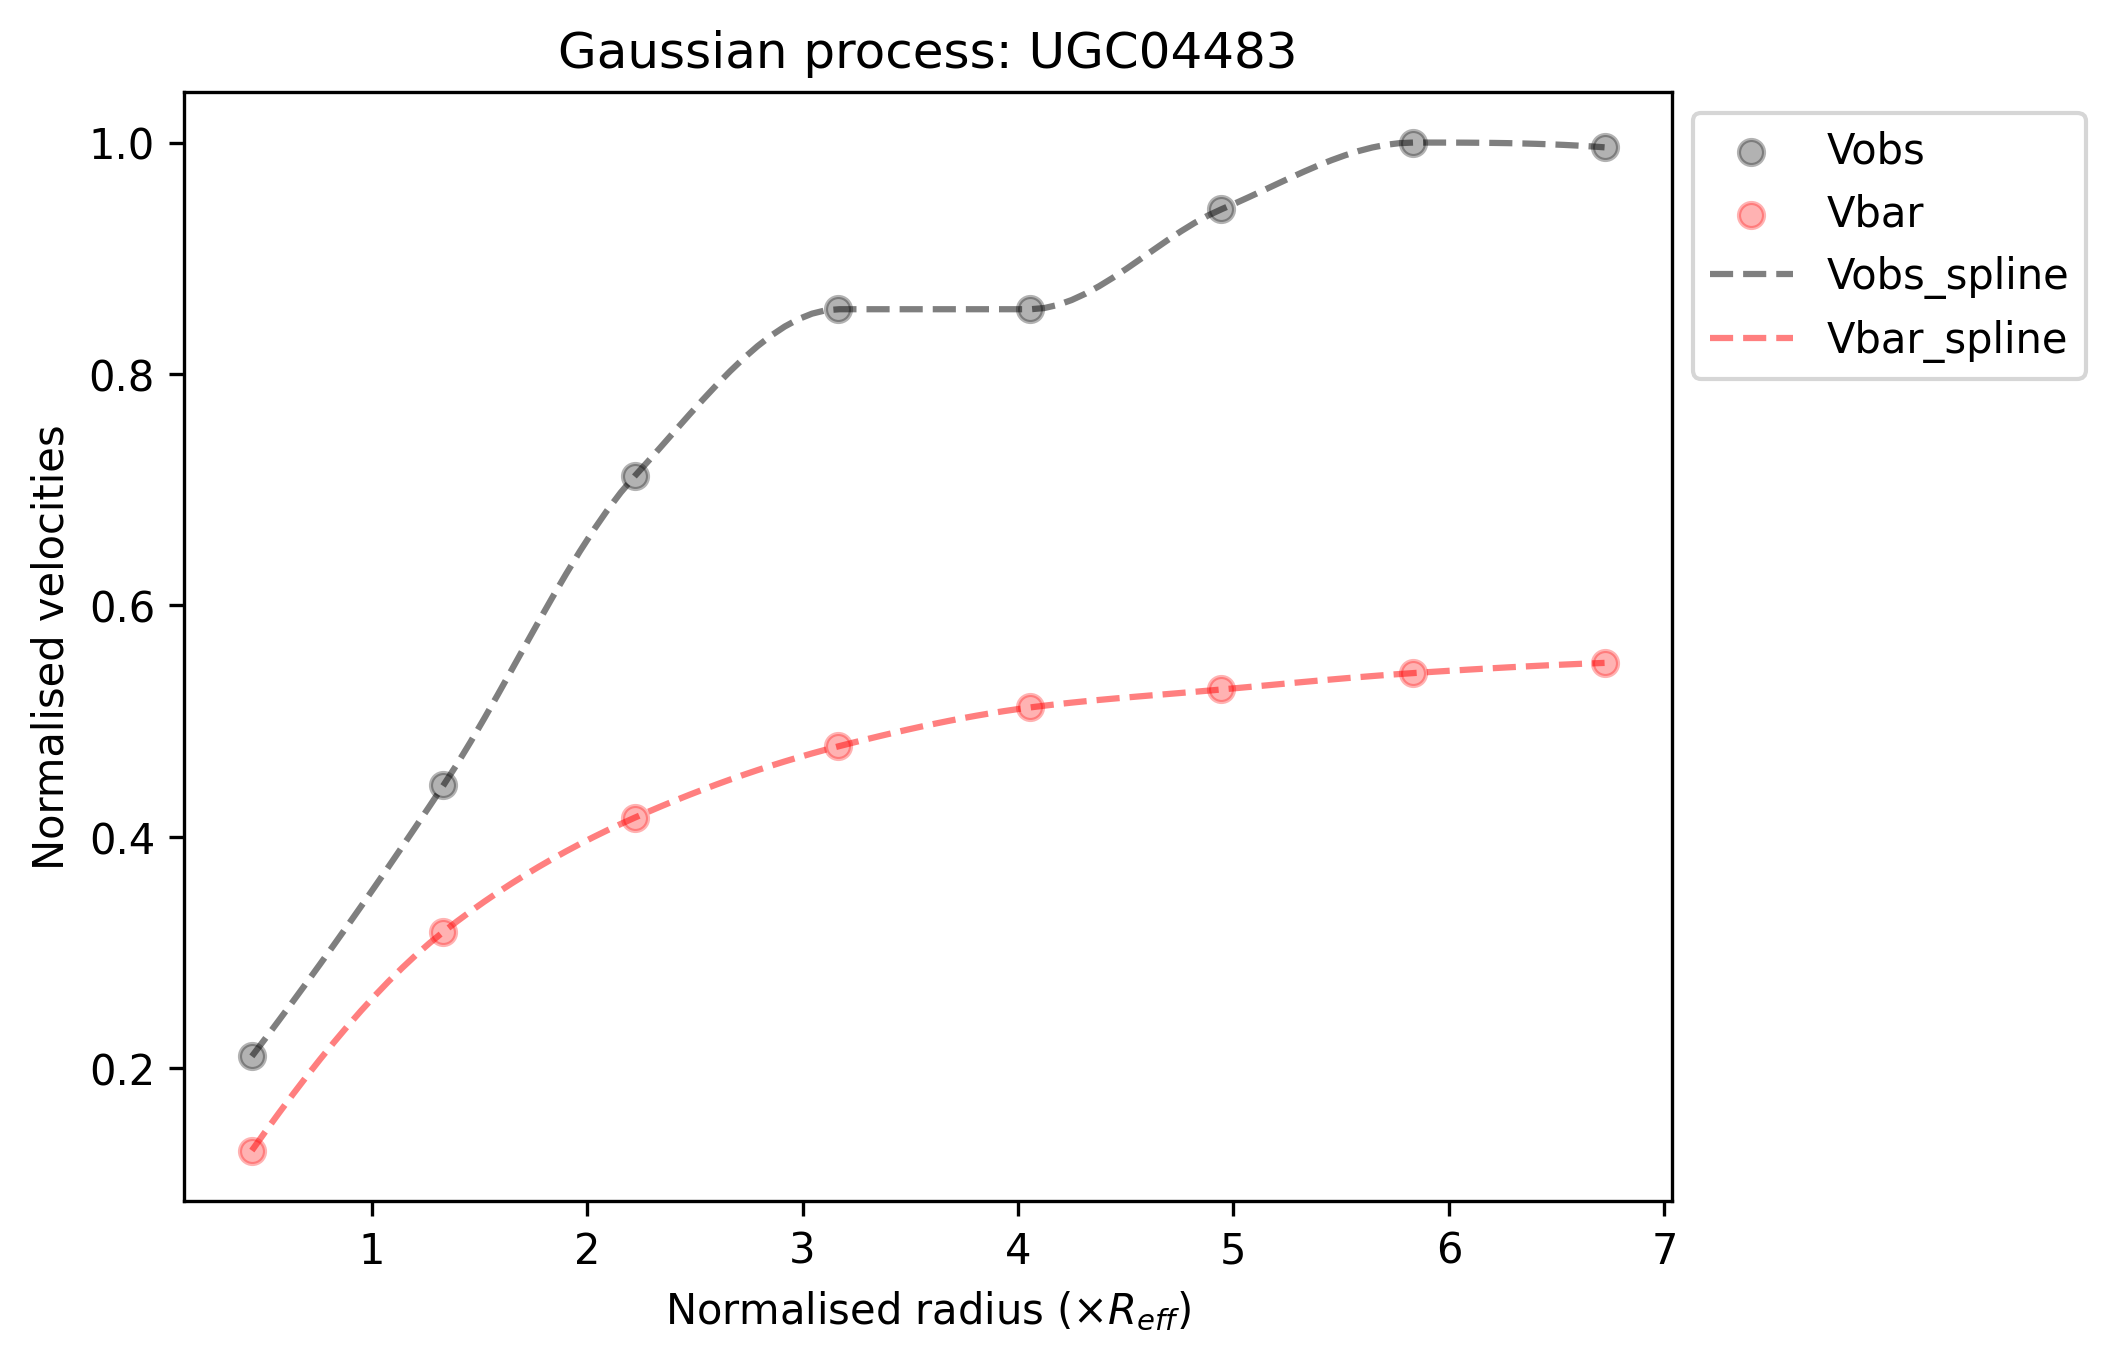 Gaussian process: UGC04483
1.0
0.8
0.6
0.4
0.2
Normalised velocities
1 2 3 4 5 6 7
Normalised radius (×R_eff)
Vobs
Vbar
Vobs_spline
Vbar_spline